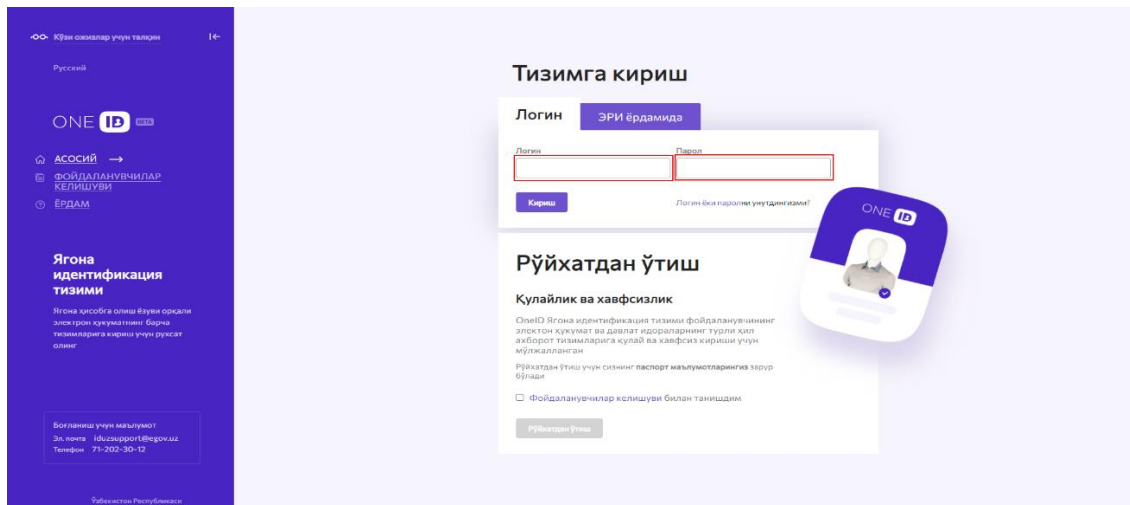 Кўзи ожизлар учун талқин
Русский
ONE ID BETA
АСОСИЙ
ФОЙДАЛАНУВЧИЛАР
КЕЛИШУВИ
ЁРДАМ
Ягона
идентификация
тизими
Ягона ҳисобга олиш ёзуви орқали
электрон ҳукуматнинг барча
тизимларига кириш учун рухсат
олинг
Боғланиш учун маълумот
Эл. почта iduzsupport@egov.uz
Телефон 71-202-30-12
Ўзбекистон Республикаси
Тизимга кириш
Логин
ЭРИ ёрдамида
Логин
Парол
Кириш
Логин ёки паролни унутдингизми?
ONE ID
Рўйхатдан ўтиш
Қулайлик ва хавфсизлик
OneID Ягона идентификация тизими фойдаланувчининг
электон ҳукумат ва давлат идораларнинг турли ҳил
ахборот тизимларига қулай ва хавфсиз кириши учун
мўлжалланган
Рўйхатдан ўтиш учун сизнинг паспорт маълумотларингиз зарур
бўлади
Фойдаланувчилар келишуви билан танишдим
Рўйхатдан ўтиш